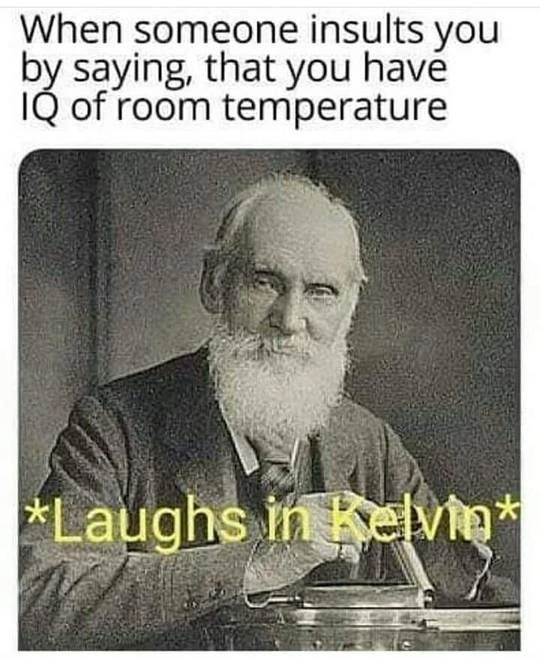 When someone insults you
by saying, that you have
IQ of room temperature
*Laughs in Kelvin*